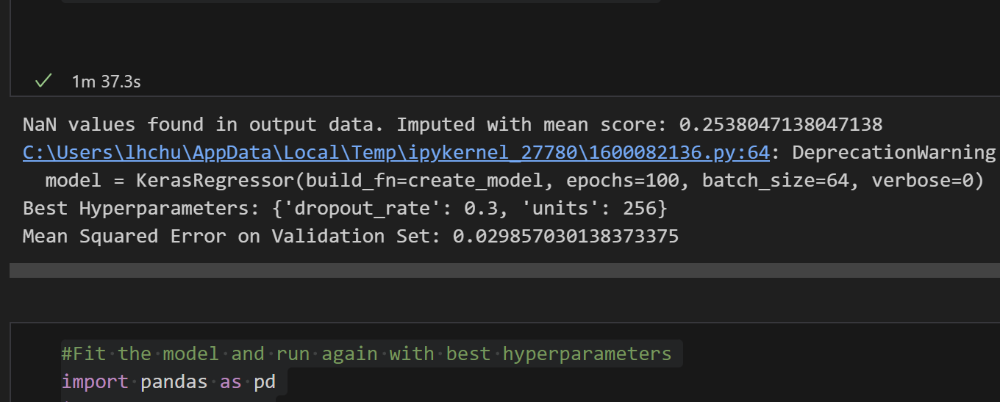 1m 37.3s
NaN values found in output data. Imputed with mean score: 0.2538047138047138
C:\Users\lhchu\AppData\Local\Temp\ipykernel_27780\1600082136.py:64: DeprecationWarning
model = KerasRegressor(build_fn=create_model, epochs=100, batch_size=64, verbose=0)
Best Hyperparameters: {'dropout_rate': 0.3, 'units': 256}
Mean Squared Error on Validation Set: 0.029857030138373375
#Fit the model and run again with best hyperparameters
import pandas as pd